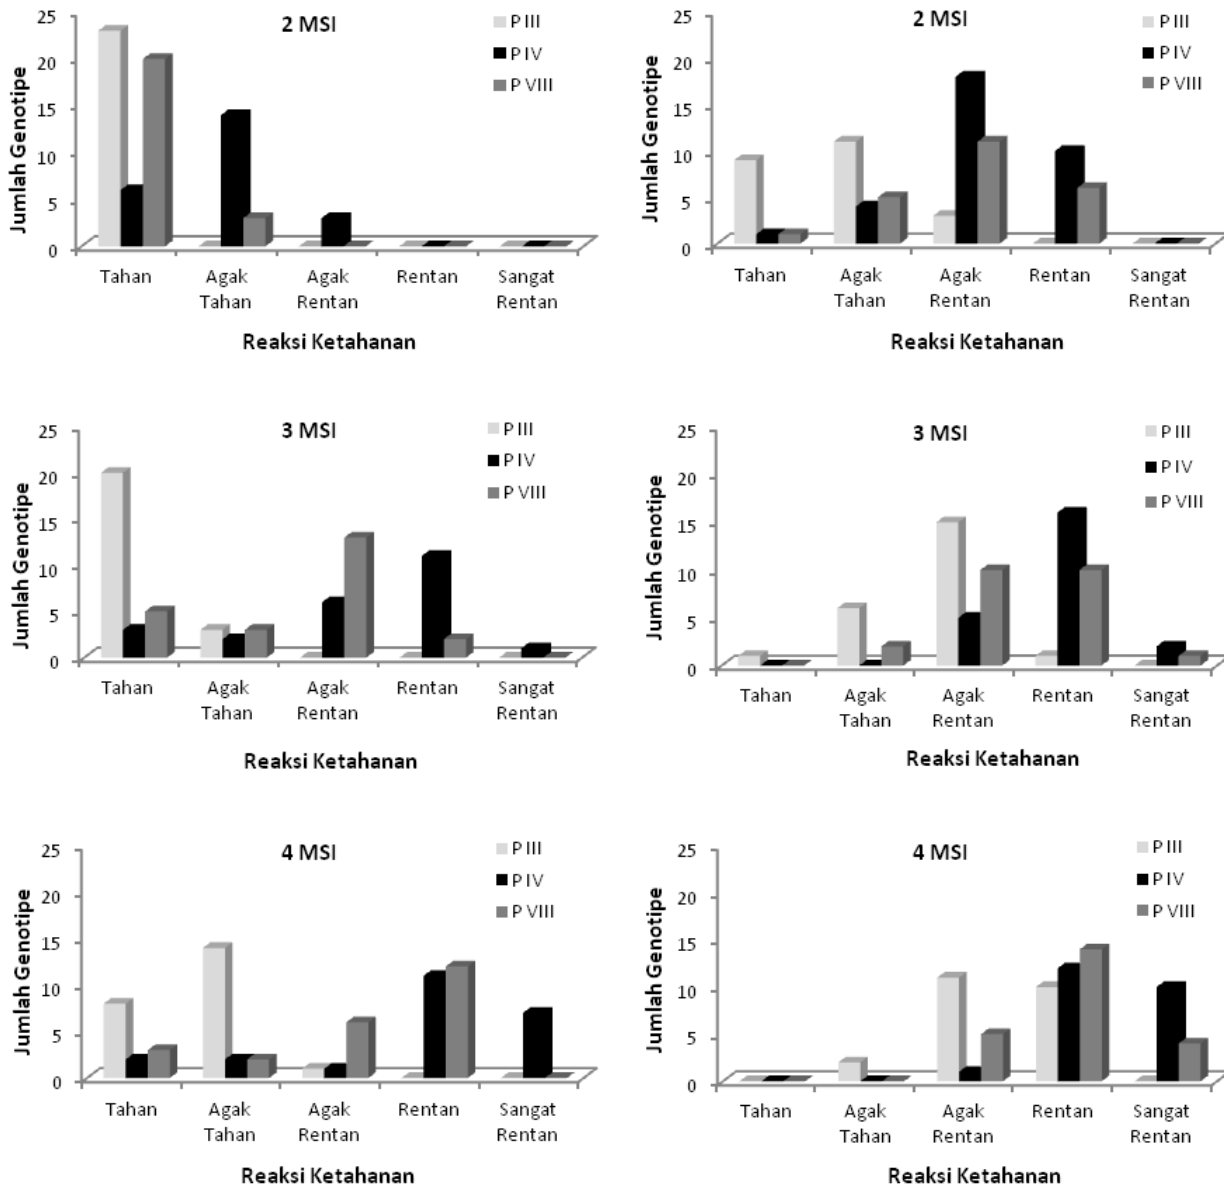 2 MSI
P III
P IV
P VIII
Jumlah Genotipe
25
20
15
10
5
0
Tahan
Agak
Tahan
Agak
Rentan
Rentan
Sangat
Rentan
Reaksi Ketahanan
2 MSI
P III
P IV
P VIII
Jumlah Genotipe
25
20
15
10
5
0
Tahan
Agak
Tahan
Agak
Rentan
Rentan
Sangat
Rentan
Reaksi Ketahanan
3 MSI
P III
P IV
P VIII
Jumlah Genotipe
25
20
15
10
5
0
Tahan
Agak
Tahan
Agak
Rentan
Rentan
Sangat
Rentan
Reaksi Ketahanan
3 MSI
P III
P IV
P VIII
Jumlah Genotipe
25
20
15
10
5
0
Tahan
Agak
Tahan
Agak
Rentan
Rentan
Sangat
Rentan
Reaksi Ketahanan
4 MSI
P III
P IV
P VIII
Jumlah Genotipe
25
20
15
10
5
0
Tahan
Agak
Tahan
Agak
Rentan
Rentan
Sangat
Rentan
Reaksi Ketahanan
4 MSI
P III
P IV
P VIII
Jumlah Genotipe
25
20
15
10
5
0
Tahan
Agak
Tahan
Agak
Rentan
Rentan
Sangat
Rentan
Reaksi Ketahanan